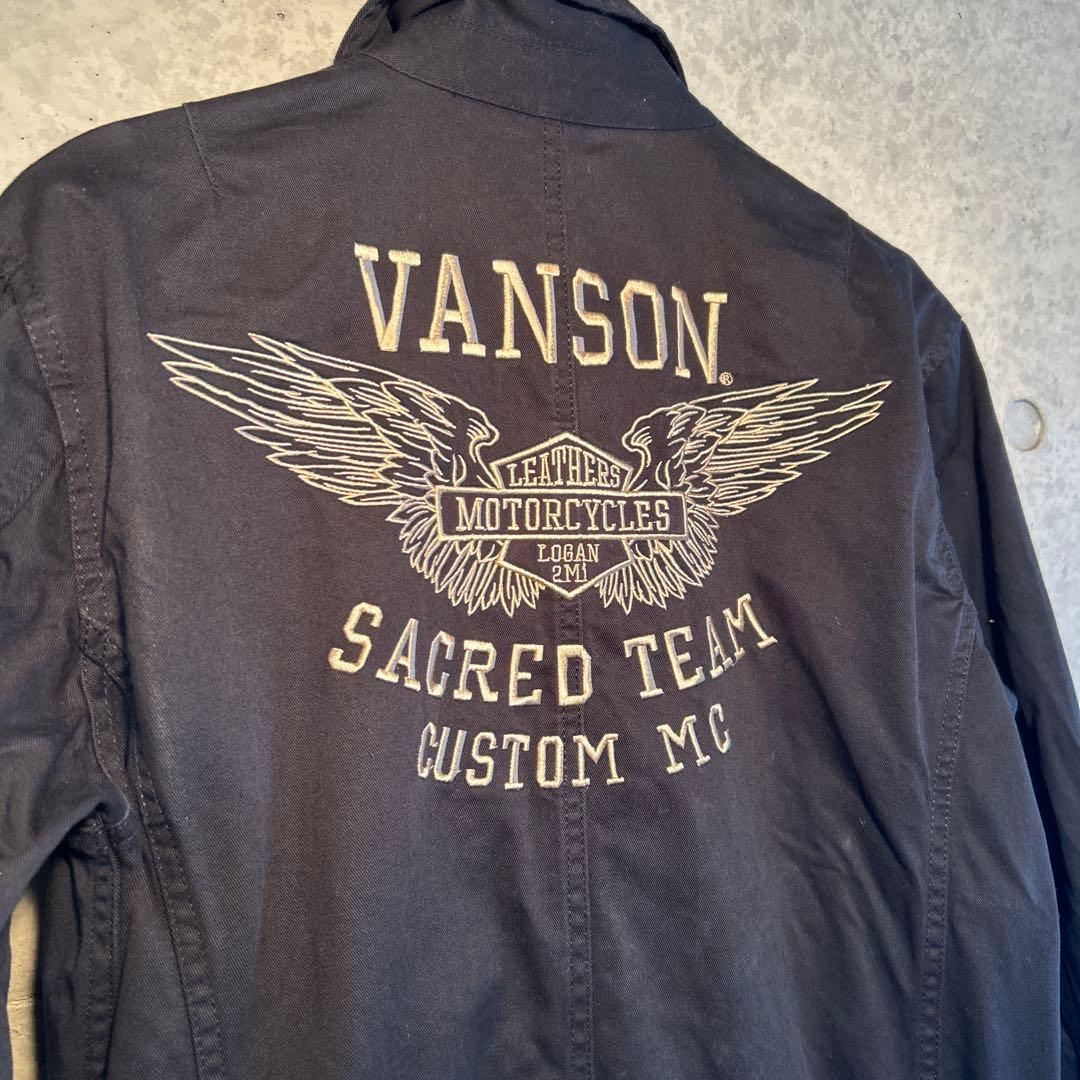 VANSON®
LEATHERS
MOTORCYCLES
LOGAN
2Mi
SACRED TEAM
CUSTOM MC